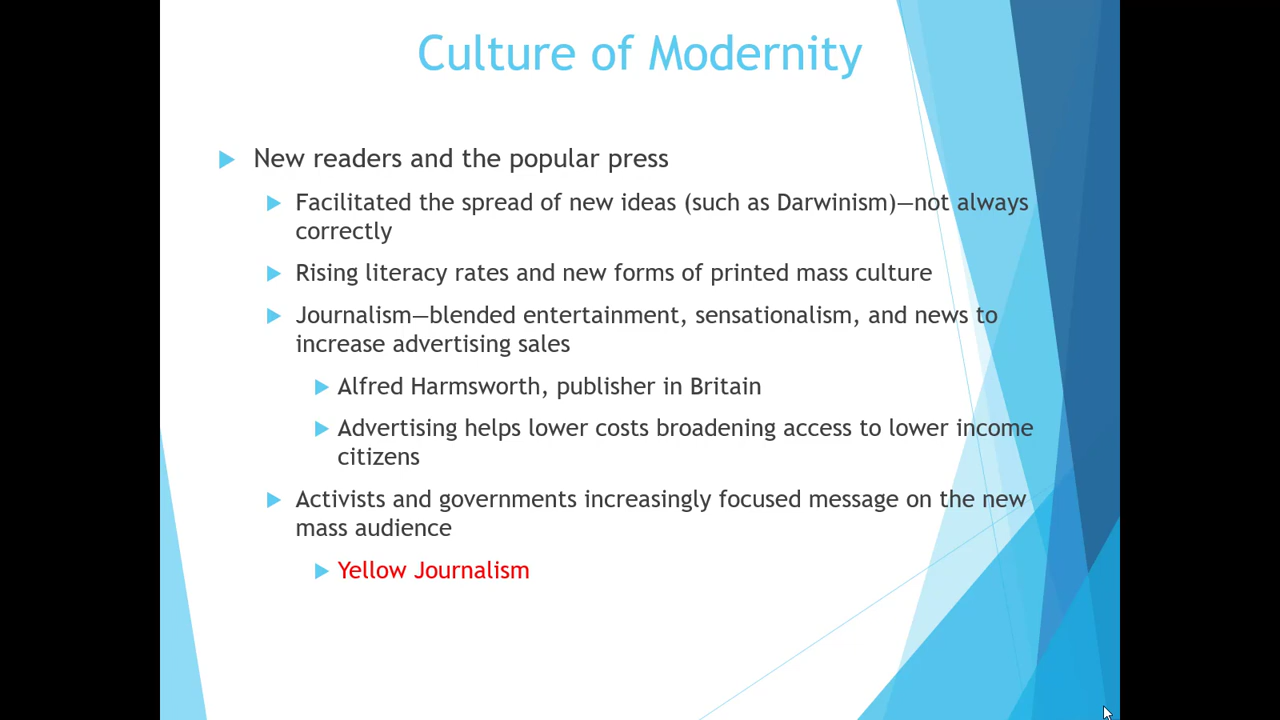 Culture of Modernity
New readers and the popular press
Facilitated the spread of new ideas (such as Darwinism)—not always
correctly
Rising literacy rates and new forms of printed mass culture
Journalism—blended entertainment, sensationalism, and news to
increase advertising sales
Alfred Harmsworth, publisher in Britain
Advertising helps lower costs broadening access to lower income
citizens
Activists and governments increasingly focused message on the new
mass audience
Yellow Journalism